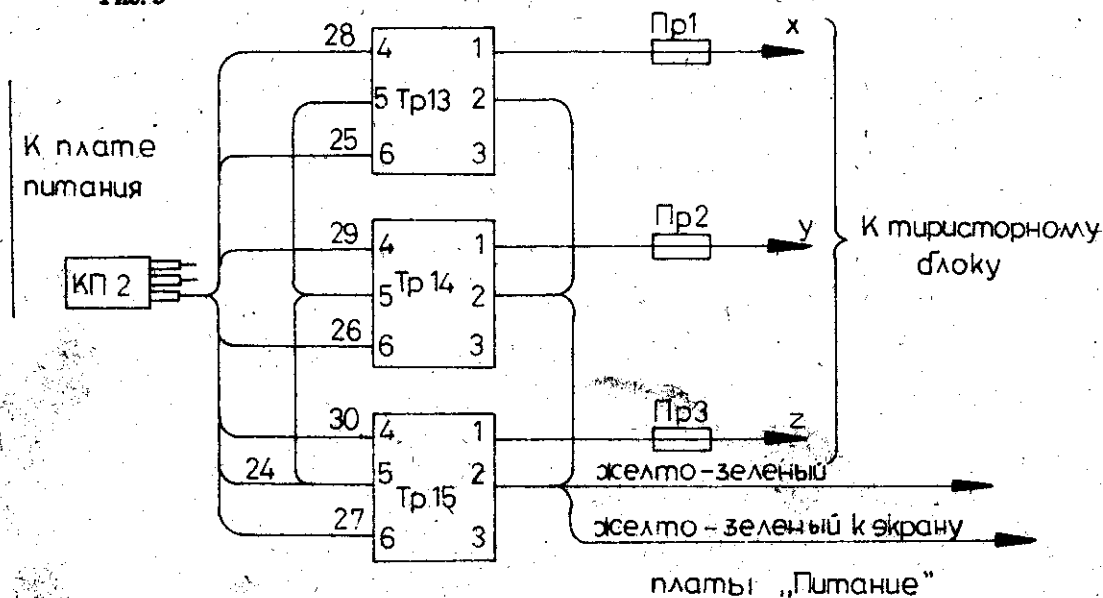 28 4 1 Пр1 x
5 Тр13 2
К плате
25 6 3
питания
Пр2
29 4 1 y К тиристорному
блоку
КП 2 5 Тр 14 2
26 6 3
Пр3
30 4 1 z
24 5 2 желто-зеленый
Тр 15
27 6 3 желто-зеленый к экрану
платы „Питание"